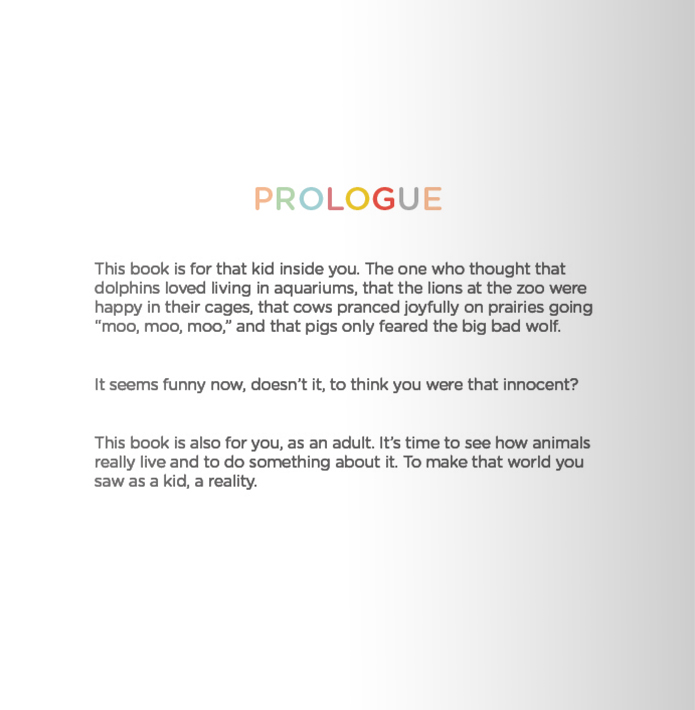 PROLOGUE
This book is for that kid inside you. The one who thought that
dolphins loved living in aquariums, that the lions at the zoo were
happy in their cages, that cows pranced joyfully on prairies going
“moo, moo, moo,” and that pigs only feared the big bad wolf.
It seems funny now, doesn’t it, to think you were that innocent?
This book is also for you, as an adult. It’s time to see how animals
really live and to do something about it. To make that world you
saw as a kid, a reality.